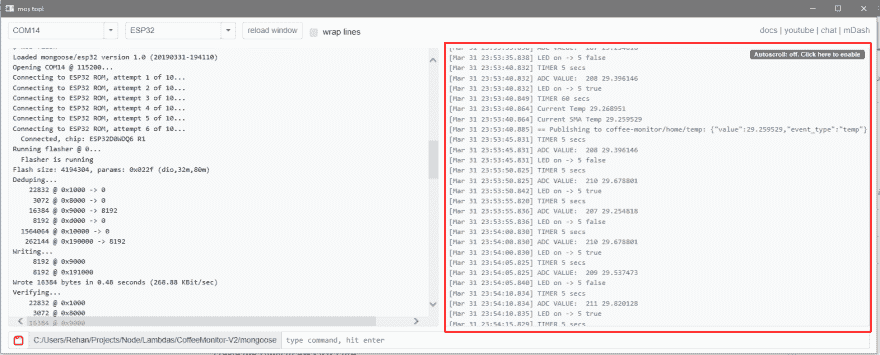 mos tool
COM14 ESP32 reload window wrap lines docs | youtube | chat | mDash
Loaded mongoose/esp32 version 1.0 (20190331-194110)
Opening COM14 @ 115200...
Connecting to ESP32 ROM, attempt 1 of 10...
Connecting to ESP32 ROM, attempt 2 of 10...
Connecting to ESP32 ROM, attempt 3 of 10...
Connecting to ESP32 ROM, attempt 4 of 10...
Connecting to ESP32 ROM, attempt 5 of 10...
Connecting to ESP32 ROM, attempt 6 of 10...
Connected, chip: ESP32D0WDQ6 R1
Running flasher @ 0...
Flasher is running
Flash size: 4194304, params: 0x022f (dio,32m,80m)
Deduping...
22832 @ 0x1000 -> 0
3072 @ 0x8000 -> 0
16384 @ 0x9000 -> 8192
8192 @ 0xd000 -> 0
1564064 @ 0x10000 -> 0
262144 @ 0x190000 -> 8192
Writing...
8192 @ 0x9000
8192 @ 0x191000
Wrote 16384 bytes in 0.48 seconds (268.88 KBit/sec)
Verifying...
22832 @ 0x1000
3072 @ 0x8000
16384 @ 0x9000
Autoscroll: off. Click here to enable
[Mar 31 23:53:35.838] LED on -> 5 false
[Mar 31 23:53:40.832] TIMER 5 secs
[Mar 31 23:53:40.832] ADC VALUE: 208 29.396146
[Mar 31 23:53:40.832] LED on -> 5 true
[Mar 31 23:53:40.849] TIMER 60 secs
[Mar 31 23:53:40.864] Current Temp 29.268951
[Mar 31 23:53:40.864] Current SMA Temp 29.259529
[Mar 31 23:53:40.885] == Publishing to coffee-monitor/home/temp: {"value":29.259529,"event_type":"temp"}
[Mar 31 23:53:45.831] TIMER 5 secs
[Mar 31 23:53:45.831] ADC VALUE: 208 29.396146
[Mar 31 23:53:45.831] LED on -> 5 false
[Mar 31 23:53:50.825] TIMER 5 secs
[Mar 31 23:53:50.825] ADC VALUE: 210 29.678801
[Mar 31 23:53:50.842] LED on -> 5 true
[Mar 31 23:53:55.820] TIMER 5 secs
[Mar 31 23:53:55.836] ADC VALUE: 207 29.254818
[Mar 31 23:53:55.836] LED on -> 5 false
[Mar 31 23:54:00.830] TIMER 5 secs
[Mar 31 23:54:00.830] ADC VALUE: 210 29.678801
[Mar 31 23:54:00.830] LED on -> 5 true
[Mar 31 23:54:05.825] TIMER 5 secs
[Mar 31 23:54:05.825] ADC VALUE: 209 29.537473
[Mar 31 23:54:05.840] LED on -> 5 false
[Mar 31 23:54:10.834] TIMER 5 secs
[Mar 31 23:54:10.834] ADC VALUE: 211 29.820128
[Mar 31 23:54:10.835] LED on -> 5 true
[Mar 31 23:54:15.829] TIMER 5 secs
C:/Users/Rehan/Projects/Node/Lambdas/CoffeeMonitor-V2/mongoose type command, hit enter